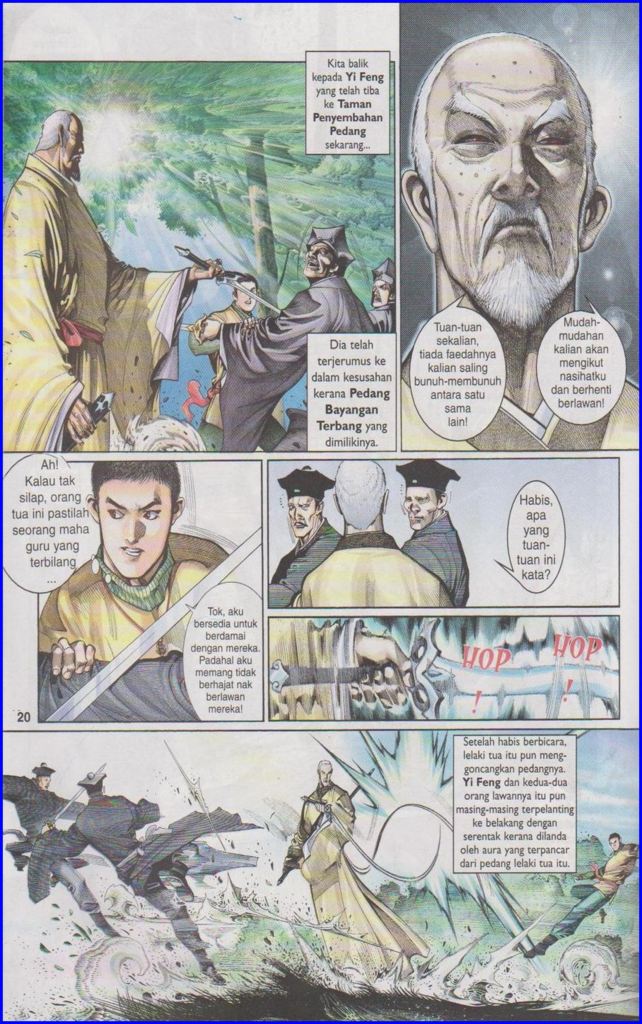 Kita balik
kepada Yi Feng
yang telah tiba
ke Taman
Penyembahan
Pedang
sekarang...
Dia telah
terjerumus ke
dalam kesusahan
kerana Pedang
Bayangan
Terbang yang
dimilikinya.
Tuan-tuan
sekalian,
tiada faedahnya
kalian saling
bunuh-membunuh
antara satu
sama
lain!
Mudah-
mudahan
kalian akan
mengikut
nasihatku
dan berhenti
berlawan!
Ah!
Kalau tak
silap, orang
tua ini pastilah
seorang maha
guru yang
terbilang
...
Tok, aku
bersedia untuk
berdamai
dengan mereka.
Padahal aku
memang tidak
berhajat nak
berlawan
mereka!
Habis,
apa
yang
tuan-
tuan ini
kata?
HOP
!
HOP
!
20
Setelah habis berbicara,
lelaki tua itu pun meng-
goncangkan pedangnya.
Yi Feng dan kedua-dua
orang lawannya itu pun
masing-masing terpelanting
ke belakang dengan
serentak kerana dilanda
oleh aura yang terpancar
dari pedang lelaki tua itu.